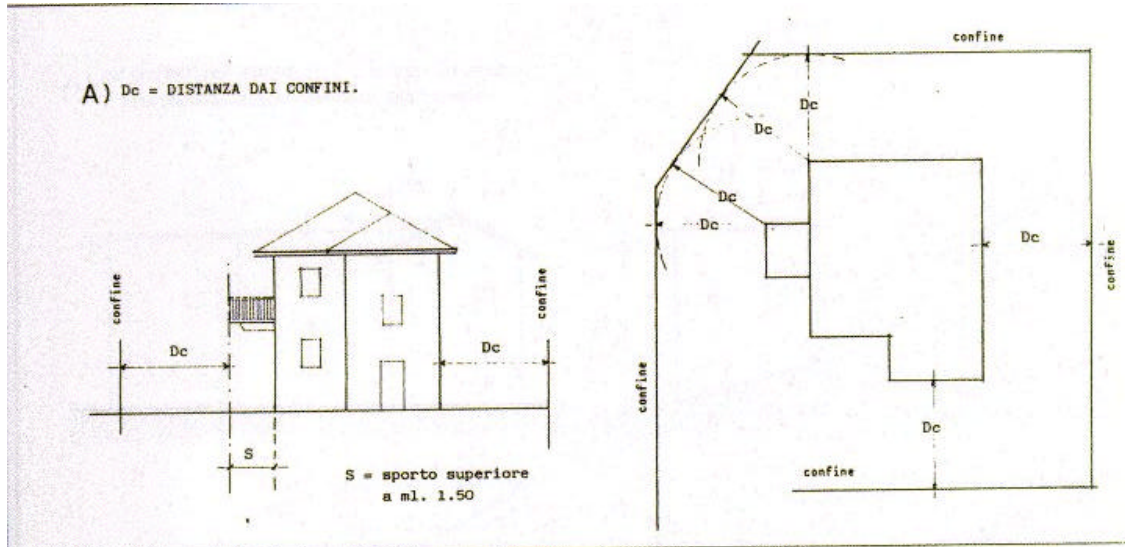 A) Dc = DISTANZA DAI CONFINI.
confine
Dc
confine
Dc
S
S = sporto superiore
a ml. 1.50
confine
Dc
Dc
Dc
Dc
Dc
confine
confine
Dc
confine